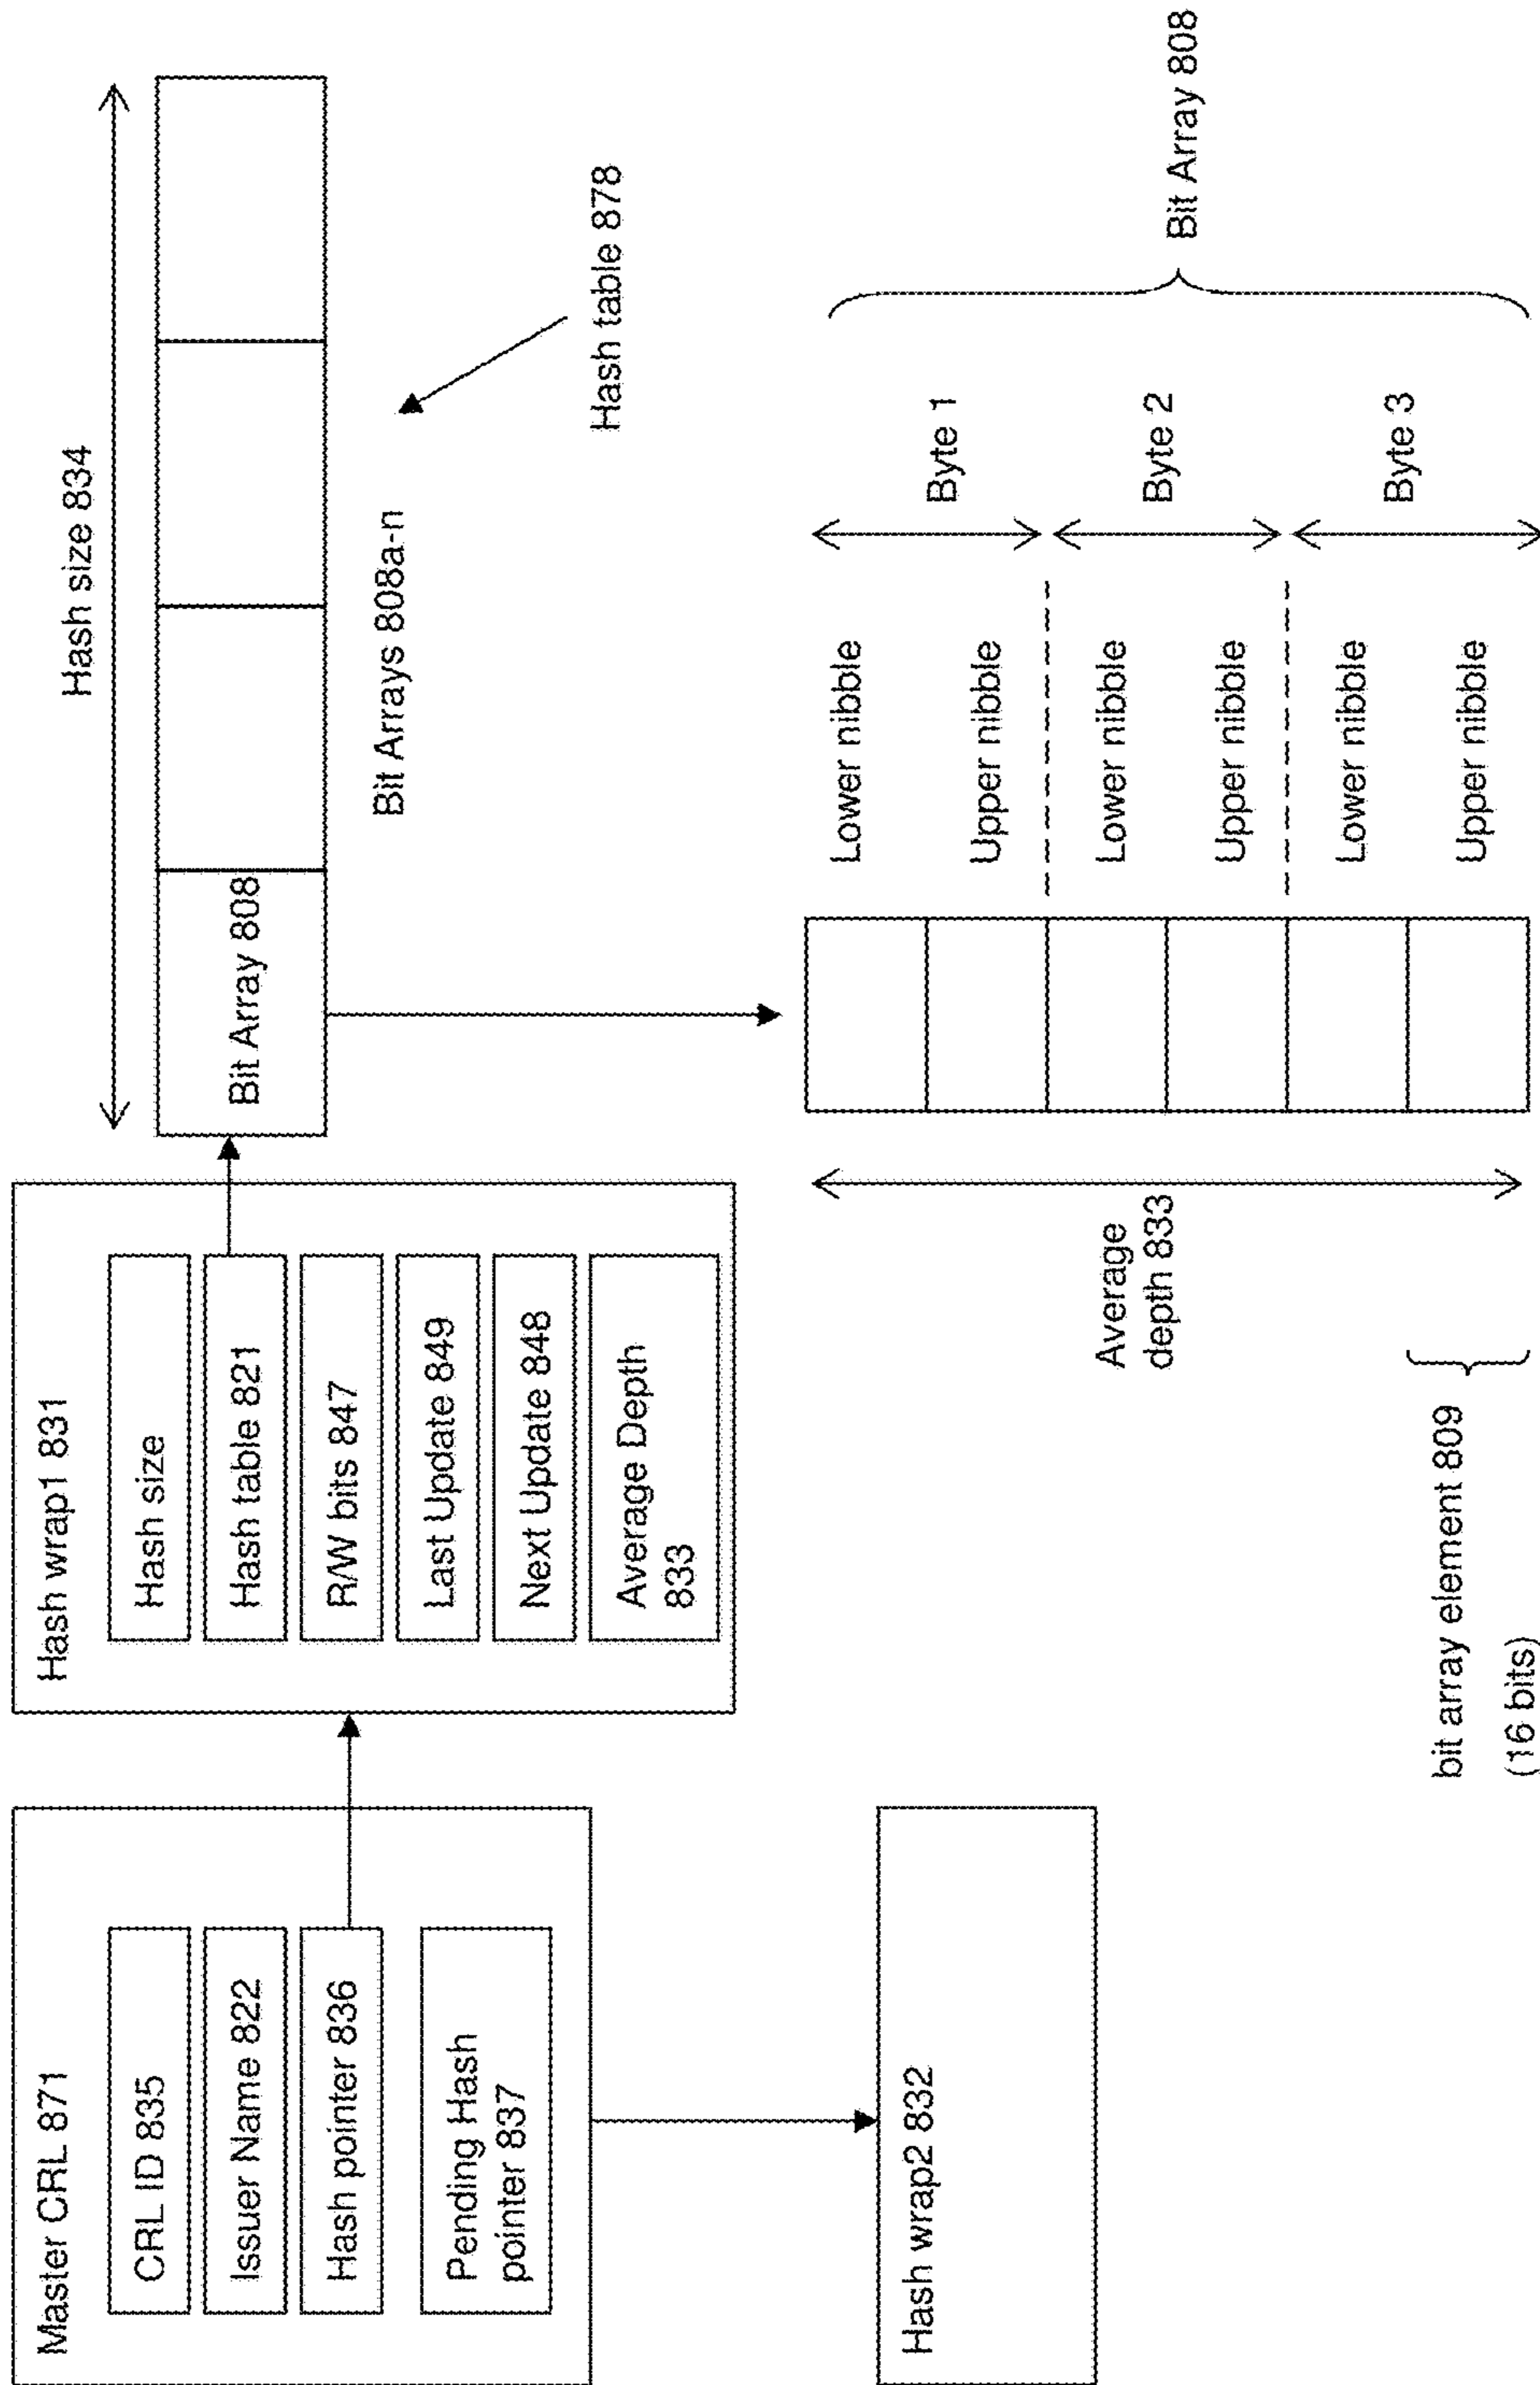 Master CRL 871
CRL ID 835
Issuer Name 822
Hash pointer 836
Pending Hash
pointer 837
Hash wrap2 832
Hash wrap1 831
Hash size
Hash table 821
R/W bits 847
Last Update 849
Next Update 848
Average Depth
833
Hash size 834
Bit Array 808
Bit Arrays 808a-n
Hash table 878
Average
depth 833
bit array element 809
(16 bits)
Lower nibble
Upper nibble
Lower nibble
Upper nibble
Lower nibble
Upper nibble
Byte 1
Byte 2
Byte 3
Bit Array 808